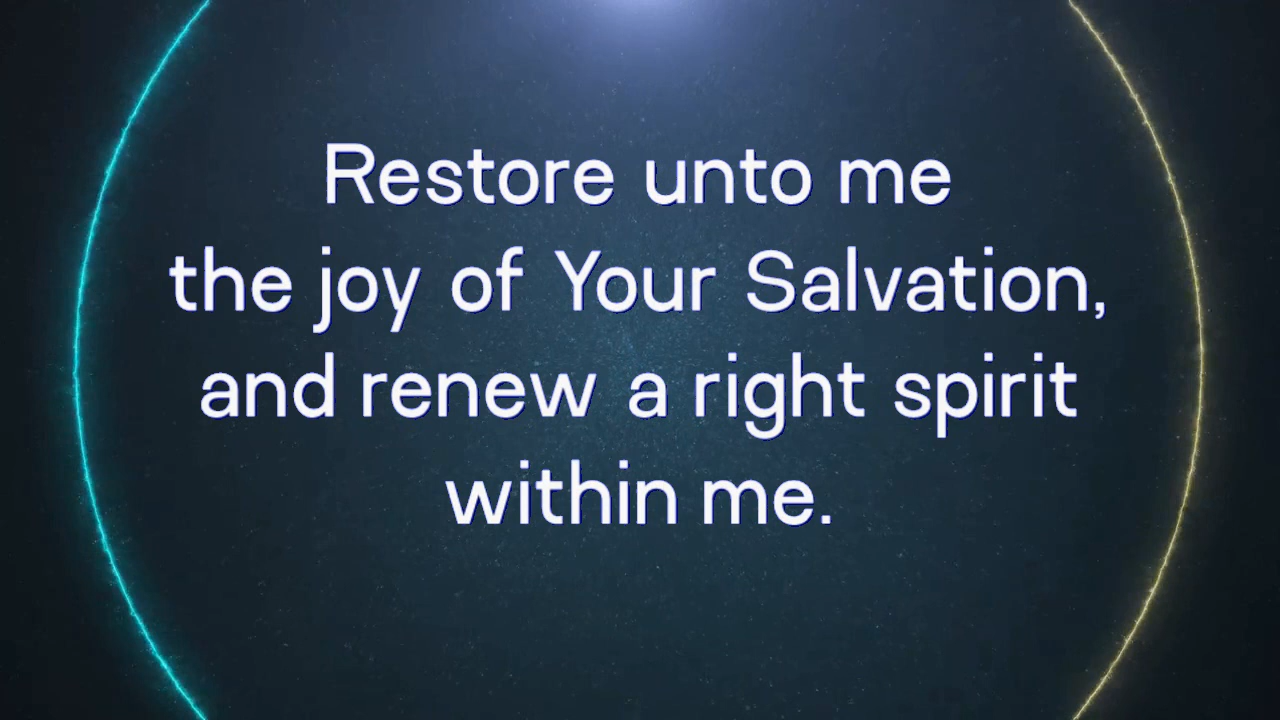 Restore unto me
the joy of Your Salvation,
and renew a right spirit
within me.